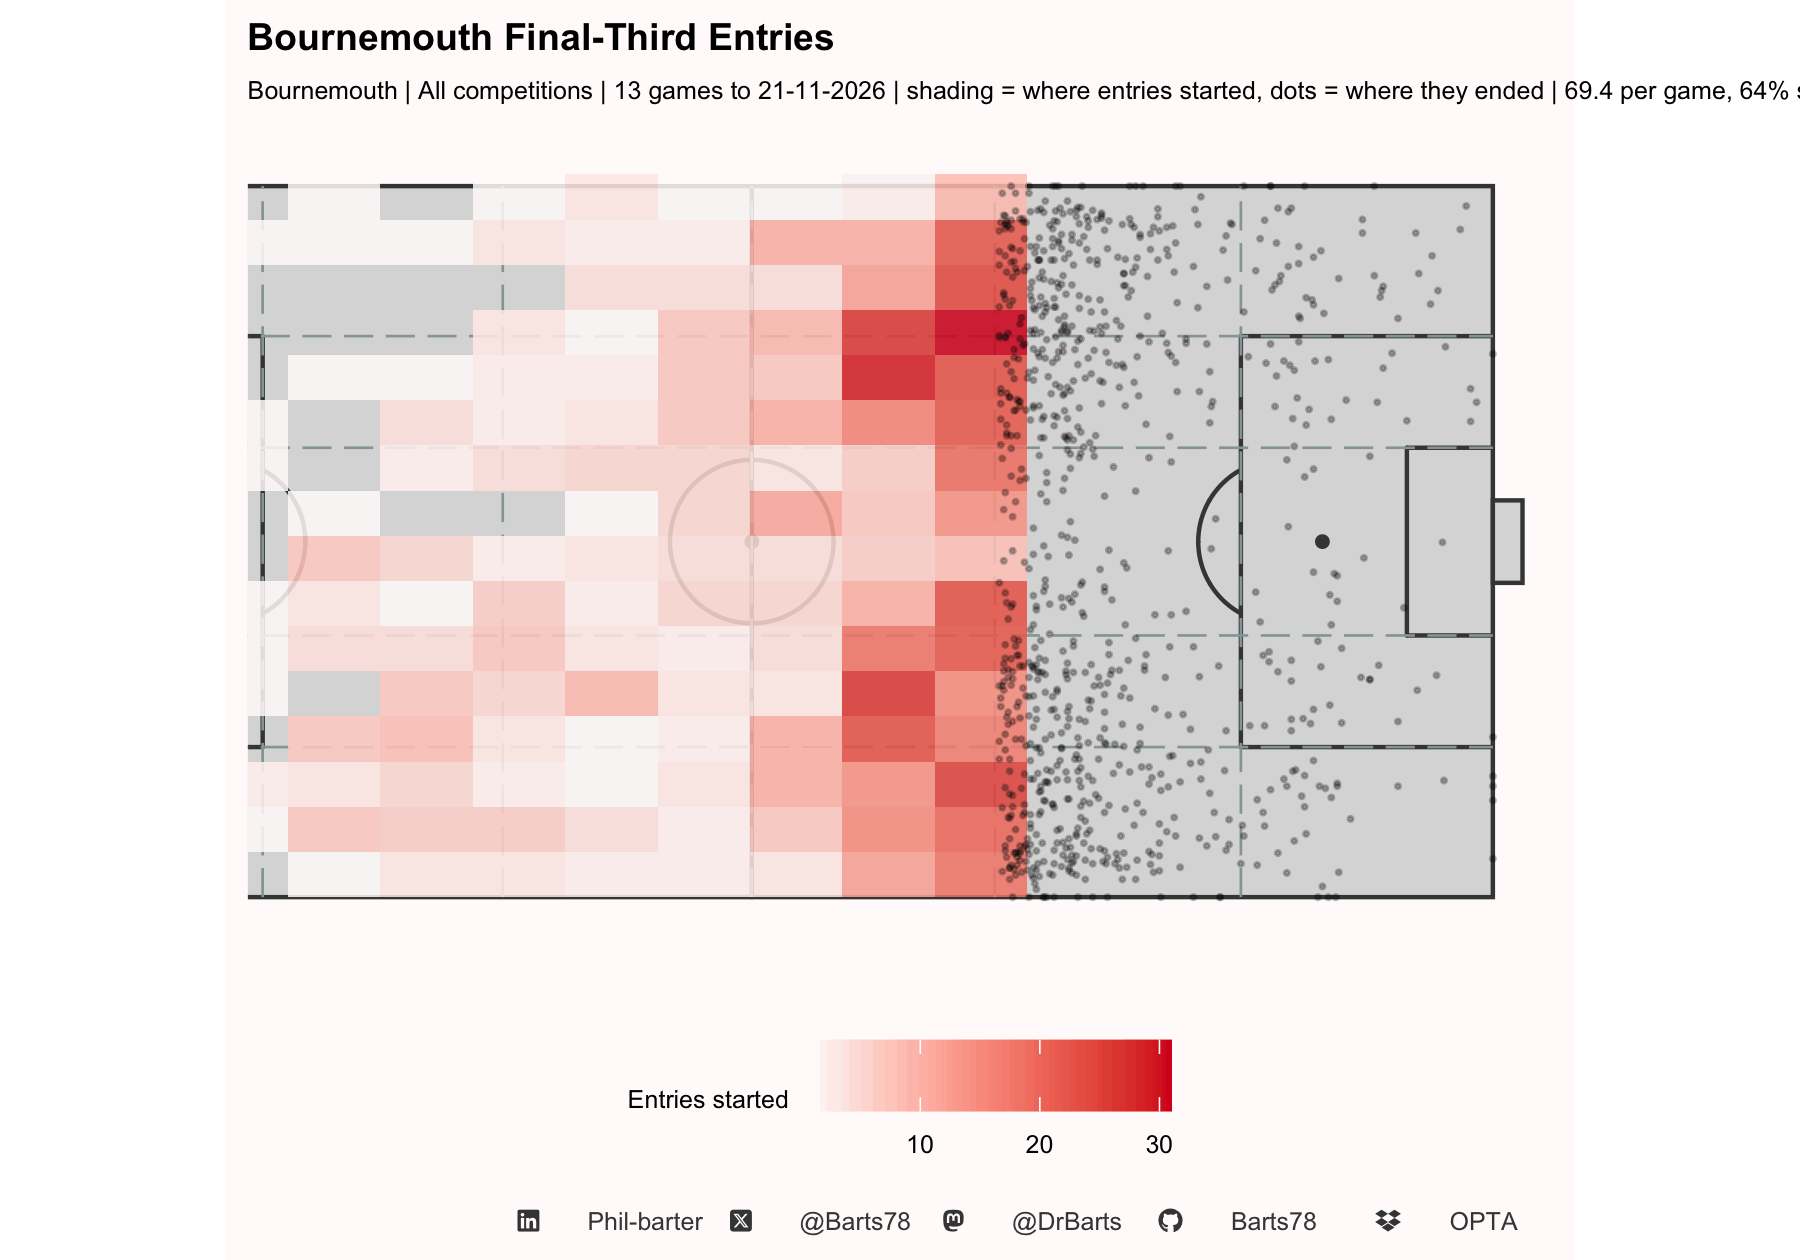 Bournemouth Final-Third Entries
Bournemouth | All competitions | 13 games to 21-11-2026 | shading = where entries started, dots = where they ended | 69.4 per game, 64% s
Entries started
10 20 30
Phil-barter @Barts78 @DrBarts Barts78 OPTA